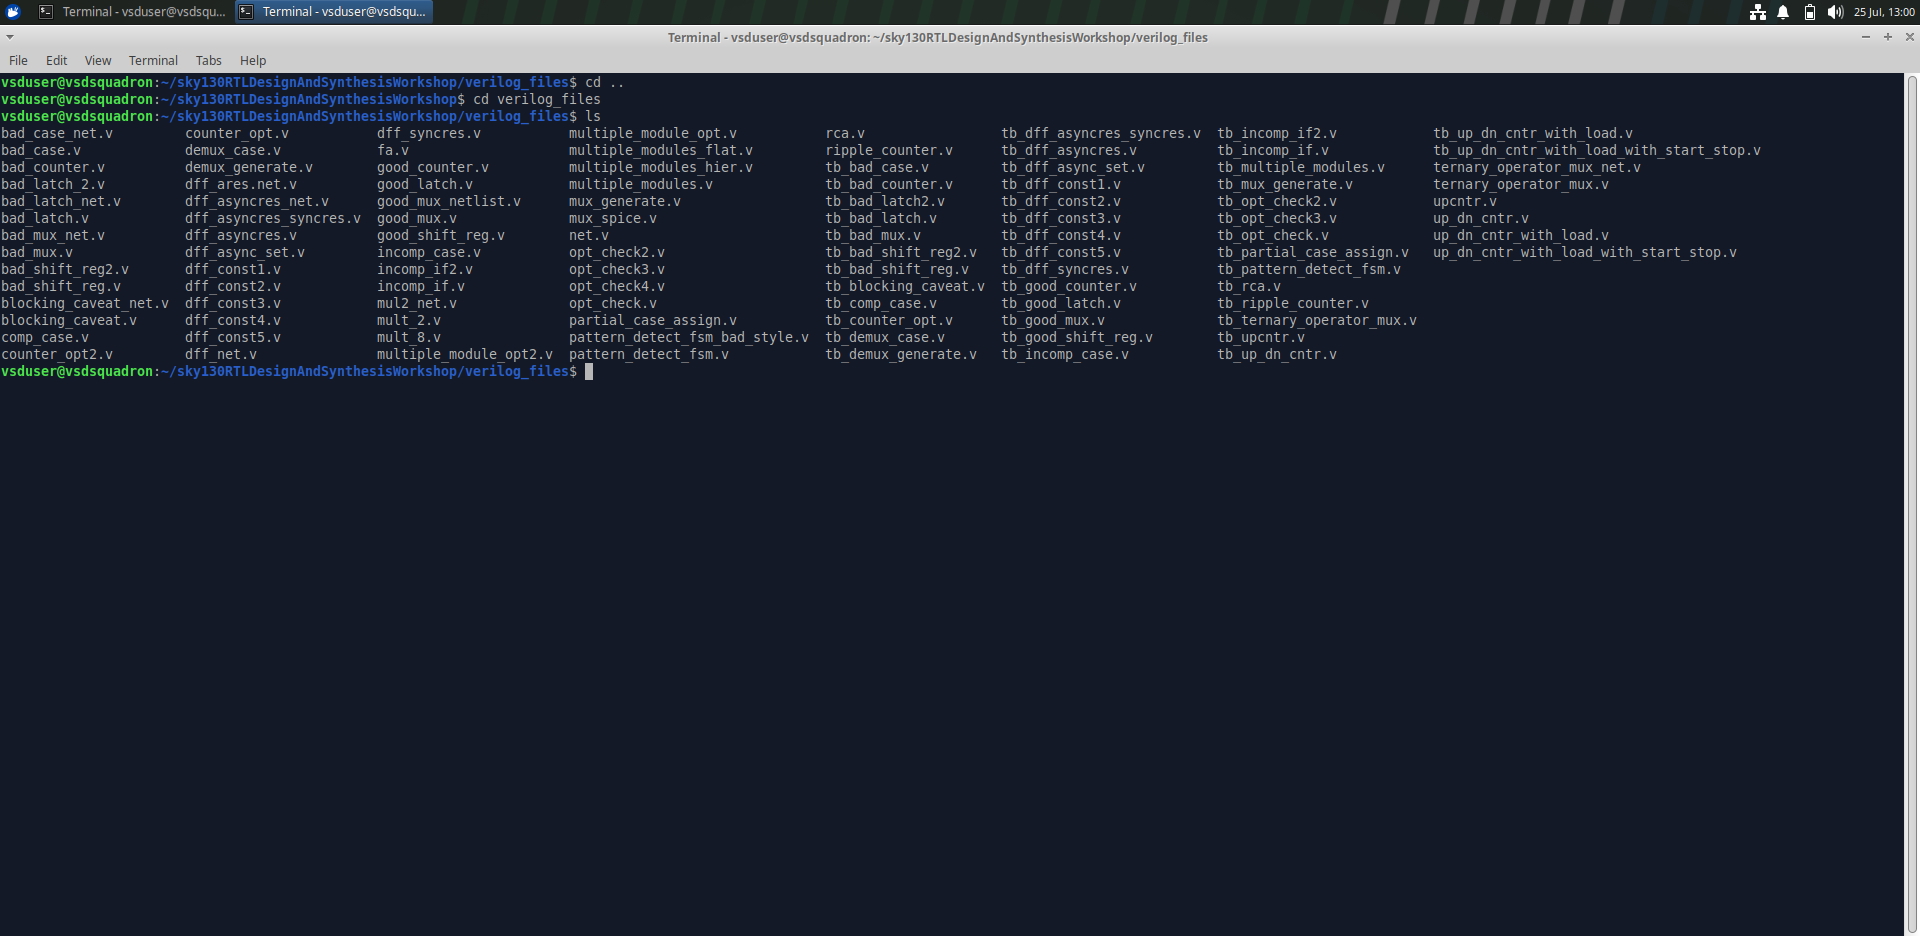 Terminal - vsduser@vsdsqu... Terminal - vsduser@vsdsqu... 25 Jul, 13:00
Terminal - vsduser@vsdsquadron: ~/sky130RTLDesignAndSynthesisWorkshop/verilog_files
File Edit View Terminal Tabs Help
vsduser@vsdsquadron:~/sky130RTLDesignAndSynthesisWorkshop/verilog_files$ cd ..
vsduser@vsdsquadron:~/sky130RTLDesignAndSynthesisWorkshop$ cd verilog_files
vsduser@vsdsquadron:~/sky130RTLDesignAndSynthesisWorkshop/verilog_files$ ls
bad_case_net.v counter_opt.v dff_syncres.v multiple_module_opt.v rca.v tb_dff_asyncres_syncres.v tb_incomp_if2.v tb_up_dn_cntr_with_load.v
bad_case.v demux_case.v fa.v multiple_modules_flat.v ripple_counter.v tb_dff_asyncres.v tb_incomp_if.v tb_up_dn_cntr_with_load_with_start_stop.v
bad_counter.v demux_generate.v good_counter.v multiple_modules_hier.v tb_bad_case.v tb_dff_async_set.v tb_multiple_modules.v ternary_operator_mux_net.v
bad_latch_2.v dff_ares.net.v good_latch.v multiple_modules.v tb_bad_counter.v tb_dff_const1.v tb_mux_generate.v ternary_operator_mux.v
bad_latch_net.v dff_asyncres_net.v good_mux_netlist.v mux_generate.v tb_bad_latch2.v tb_dff_const2.v tb_opt_check2.v upcntr.v
bad_latch.v dff_asyncres_syncres.v good_mux.v mux_spice.v tb_bad_latch.v tb_dff_const3.v tb_opt_check3.v up_dn_cntr.v
bad_mux_net.v dff_asyncres.v good_shift_reg.v net.v tb_bad_mux.v tb_dff_const4.v tb_opt_check.v up_dn_cntr_with_load.v
bad_mux.v dff_async_set.v incomp_case.v opt_check2.v tb_bad_shift_reg2.v tb_dff_const5.v tb_partial_case_assign.v up_dn_cntr_with_load_with_start_stop.v
bad_shift_reg2.v dff_const1.v incomp_if2.v opt_check3.v tb_bad_shift_reg.v tb_dff_syncres.v tb_pattern_detect_fsm.v
bad_shift_reg.v dff_const2.v incomp_if.v opt_check4.v tb_blocking_caveat.v tb_good_counter.v tb_rca.v
blocking_caveat_net.v dff_const3.v mul2_net.v opt_check.v tb_comp_case.v tb_good_latch.v tb_ripple_counter.v
blocking_caveat.v dff_const4.v mult_2.v partial_case_assign.v tb_counter_opt.v tb_good_mux.v tb_ternary_operator_mux.v
comp_case.v dff_const5.v mult_8.v pattern_detect_fsm_bad_style.v tb_demux_case.v tb_good_shift_reg.v tb_upcntr.v
counter_opt2.v dff_net.v multiple_module_opt2.v pattern_detect_fsm.v tb_demux_generate.v tb_incomp_case.v tb_up_dn_cntr.v
vsduser@vsdsquadron:~/sky130RTLDesignAndSynthesisWorkshop/verilog_files$